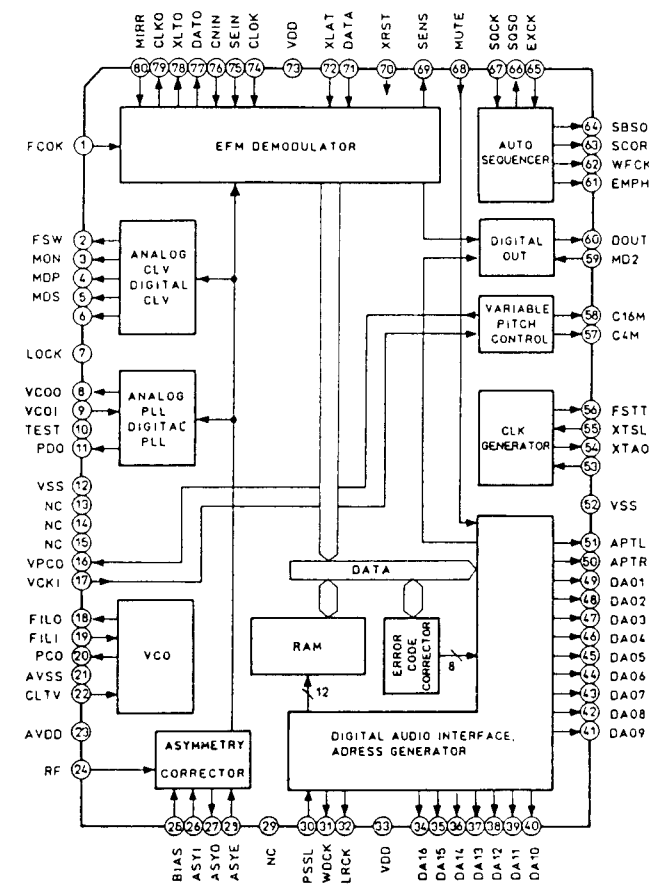 MIRR
CLKO
XLTO
DATO
CNIN
SEIN
CLOK
VDD
XLAT
DATA
XRST
SENS
MUTE
SQCK
SQSO
EXCK
80
79
78
77
76
75
74
73
72
71
70
69
68
67
66
65
FCOK 1
EFM DEMODULATOR
AUTO
SEQUENCER
64 SBSO
63 SCOR
62 WFCK
61 EMPH
FSW 2
MON 3
MDP 4
MDS 5
6
ANALOG
CLV
DIGITAL
CLV
DIGITAL
OUT
60 DOUT
59 MD2
VARIABLE
PITCH
CONTROL
58 C16M
57 C4M
LOCK 7
VCOO 8
VCOI 9
TEST 10
PDO 11
ANALOG
PLL
DIGITAL
PLL
CLK
GENERATOR
56 FSTT
55 XTSL
54 XTAO
53
VSS 12
NC 13
NC 14
NC 15
VPCO 16
VCKI 17
52 VSS
DATA
RAM
12
ERROR
CODE
CORRECTOR
8
51 APTL
50 APTR
49 DA01
48 DA02
47 DA03
46 DA04
45 DA05
44 DA06
43 DA07
42 DA08
41 DA09
FILO 18
FILI 19
PCO 20
AVSS 21
CLTV 22
VCO
AVDD 23
RF 24
ASYMMETRY
CORRECTOR
DIGITAL AUDIO INTERFACE,
ADRESS GENERATOR
25
26
27
28
29
30
31
32
33
34
35
36
37
38
39
40
BIAS
ASYI
ASYO
ASYE
NC
PSSL
WDCK
LRCK
VDD
DA16
DA15
DA14
DA13
DA12
DA11
DA10